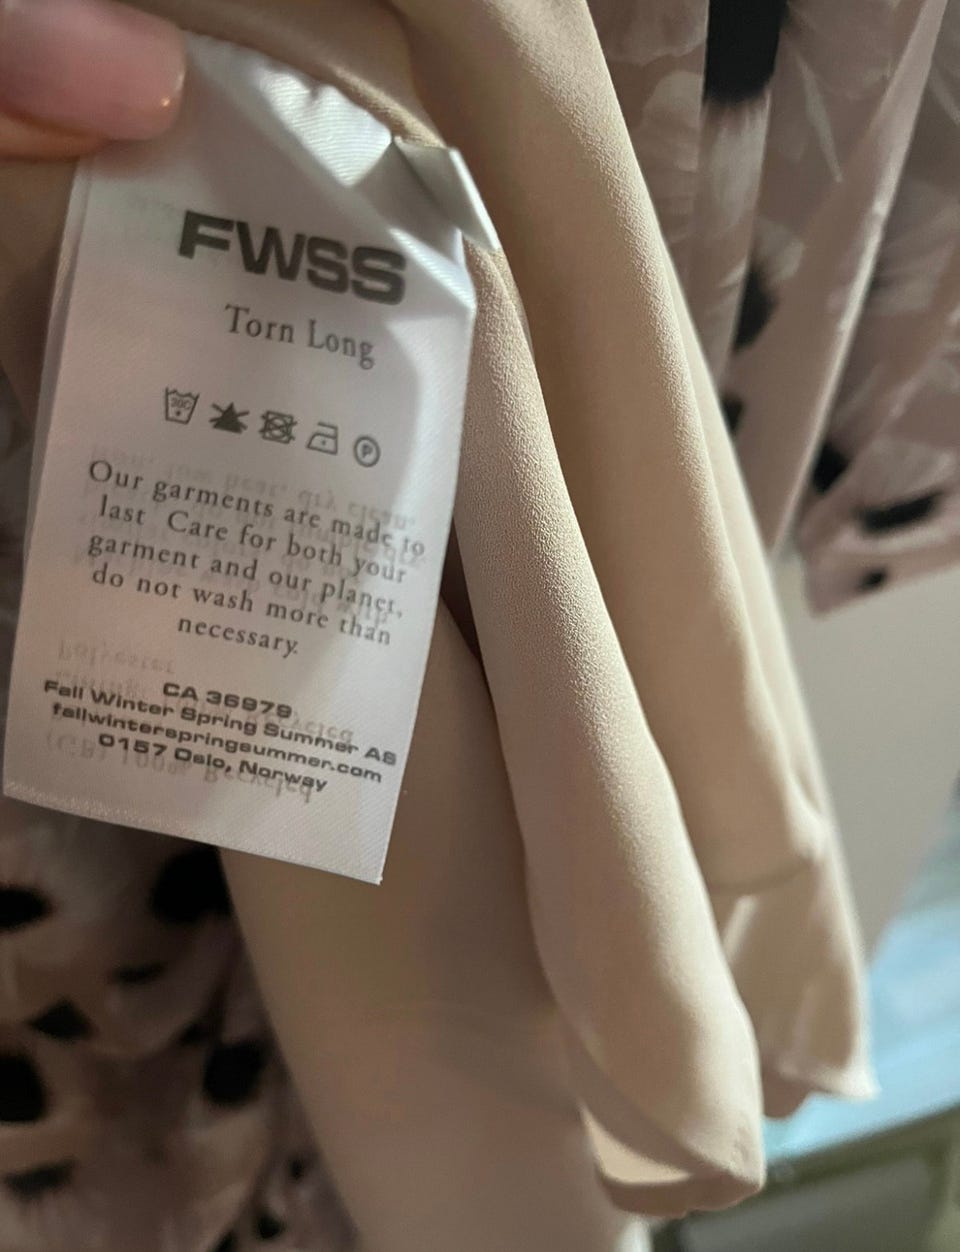 FWSS
Torn Long
30C
P
Our garments are made to
last Care for both your
garment and our planet,
do not wash more than
necessary.
CA 36979
Fall Winter Spring Summer AS
fallwinterspringsummer.com
0157 Oslo, Norway